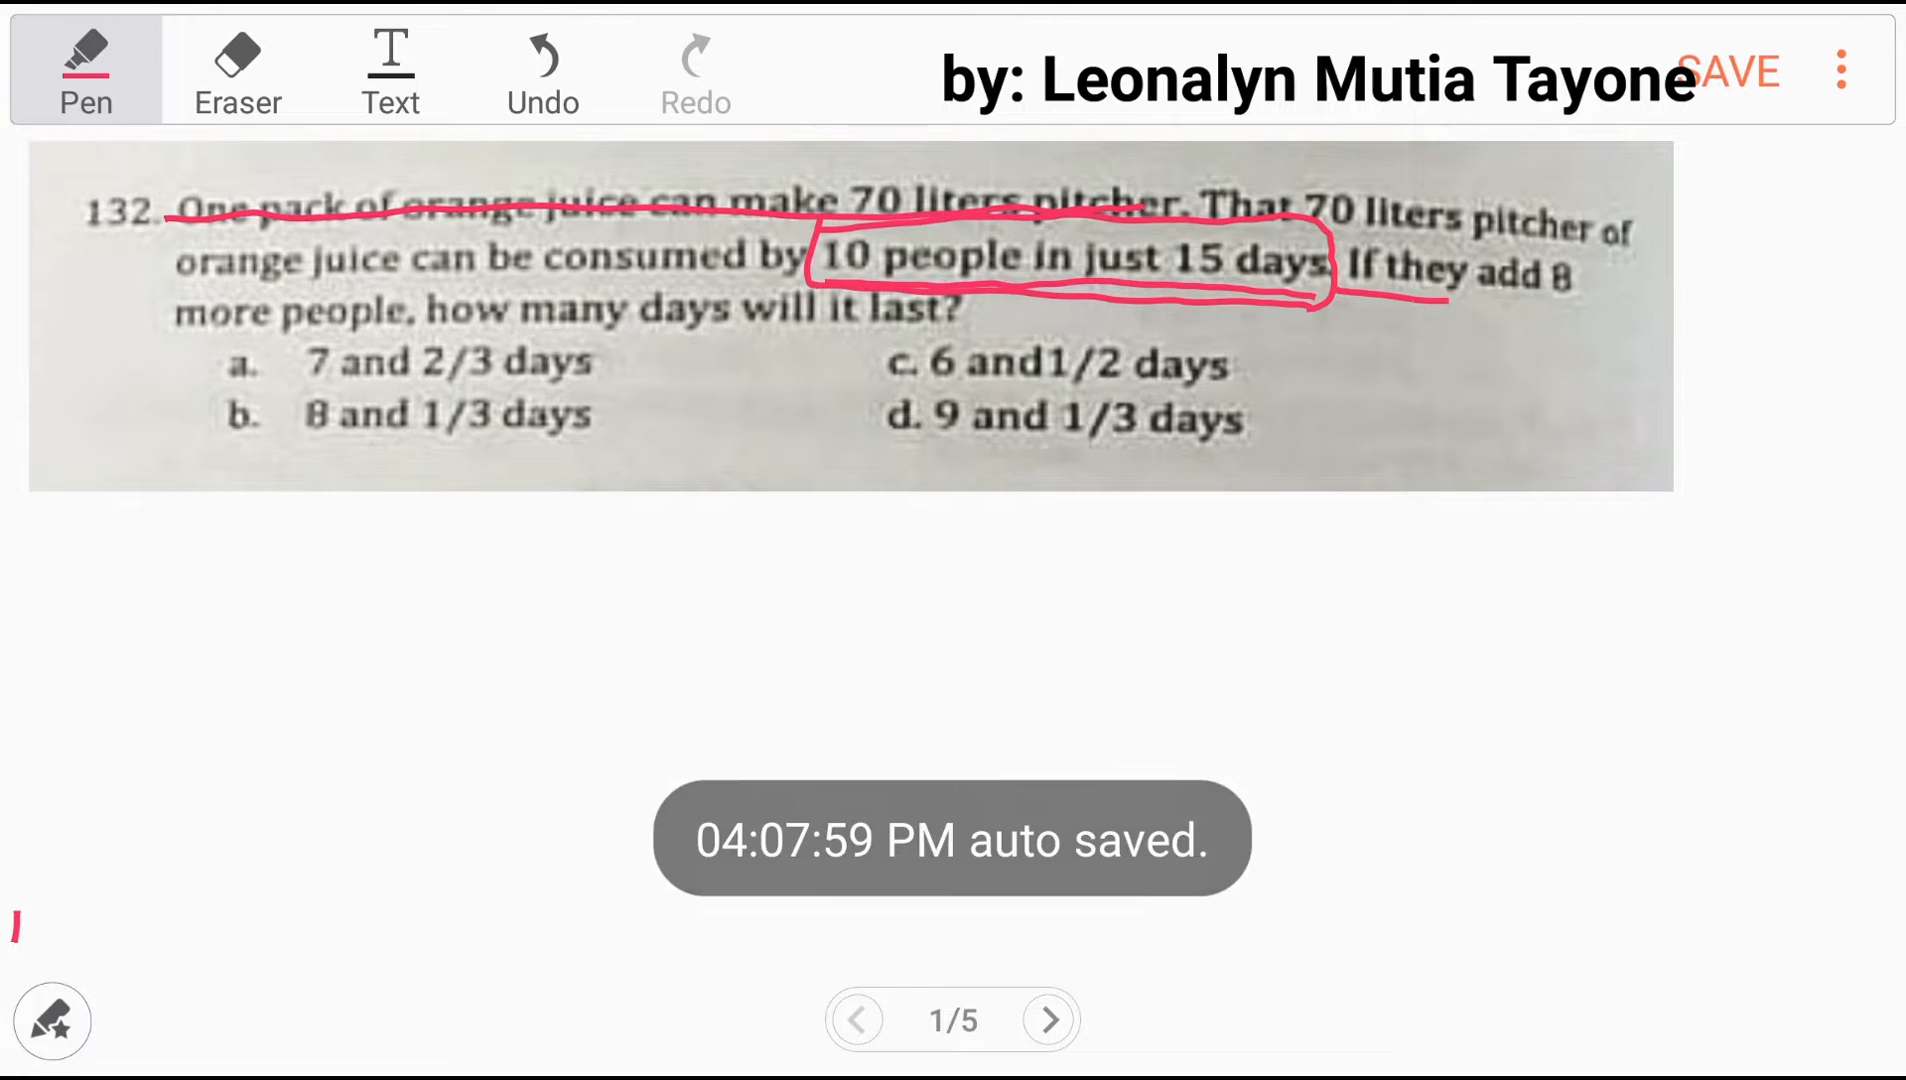 Pen
Eraser
Text
Undo
Redo
by: Leonalyn Mutia Tayone
SAVE
132. One pack of orange juice can make 70 liters pitcher. That 70 liters pitcher of
orange juice can be consumed by 10 people in just 15 days. If they add 8
more people, how many days will it last?
a. 7 and 2/3 days
c. 6 and1/2 days
b. 8 and 1/3 days
d. 9 and 1/3 days
04:07:59 PM auto saved.
1/5